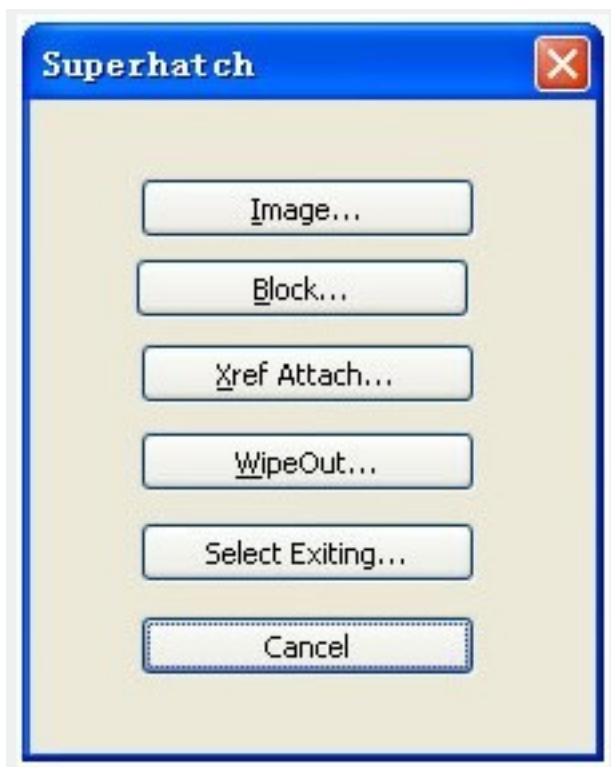 Superhatch
Image...
Block...
Xref Attach...
WipeOut...
Select Exiting...
Cancel